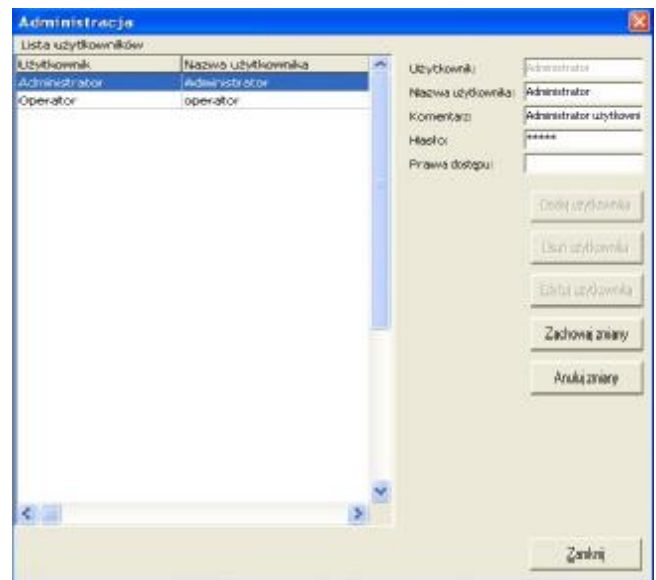 Administracja
Lista użytkowników
Użytkownik Nazwa użytkownika
Administrator Administrator
Operator operator
Użytkownik: Administrator
Nazwa użytkownika: Administrator
Komentarz: Administrator użytkowni
Hasło: *****
Prawa dostępu:
Dodaj użytkownika
Usuń użytkownika
Edytuj użytkownika
Zachowaj zmiany
Anuluj zmianę
Zamknij